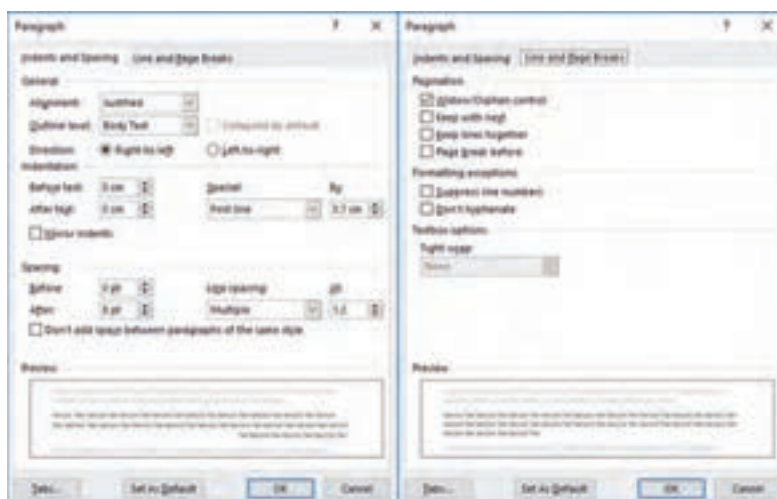 Paragraph ? ×
Indents and Spacing Line and Page Breaks
General
Alignment: Justified
Outline level: Body Text Collapsed by default
Direction: Right-to-left Left-to-right
Indentation
Before text: 0 cm Special: By:
After text: 0 cm First line 0.7 cm
Mirror indents
Spacing
Before: 0 pt Line spacing: At:
After: Multiple
Don't add space between paragraphs of the same style
Preview
Tabs... Set As Default OK Cancel
Paragraph ? ×
Indents and Spacing Line and Page Breaks
Pagination
Widow/Orphan control
Keep with next
Keep lines together
Page break before
Formatting exceptions
Suppress line numbers
Don't hyphenate
Textbox options
Tight wrap:
None
Preview
Tabs... Set As Default OK Cancel